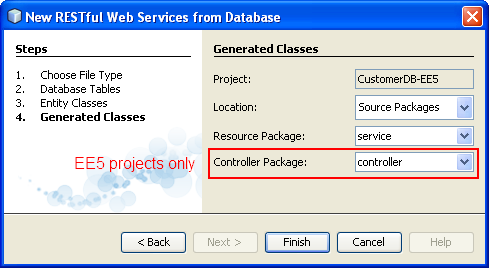 New RESTful Web Services from Database
Steps
1. Choose File Type
2. Database Tables
3. Entity Classes
4. Generated Classes
EE5 projects only
Generated Classes
Project: CustomerDB-EE5
Location: Source Packages
Resource Package: service
Controller Package: controller
< Back Next > Finish Cancel Help